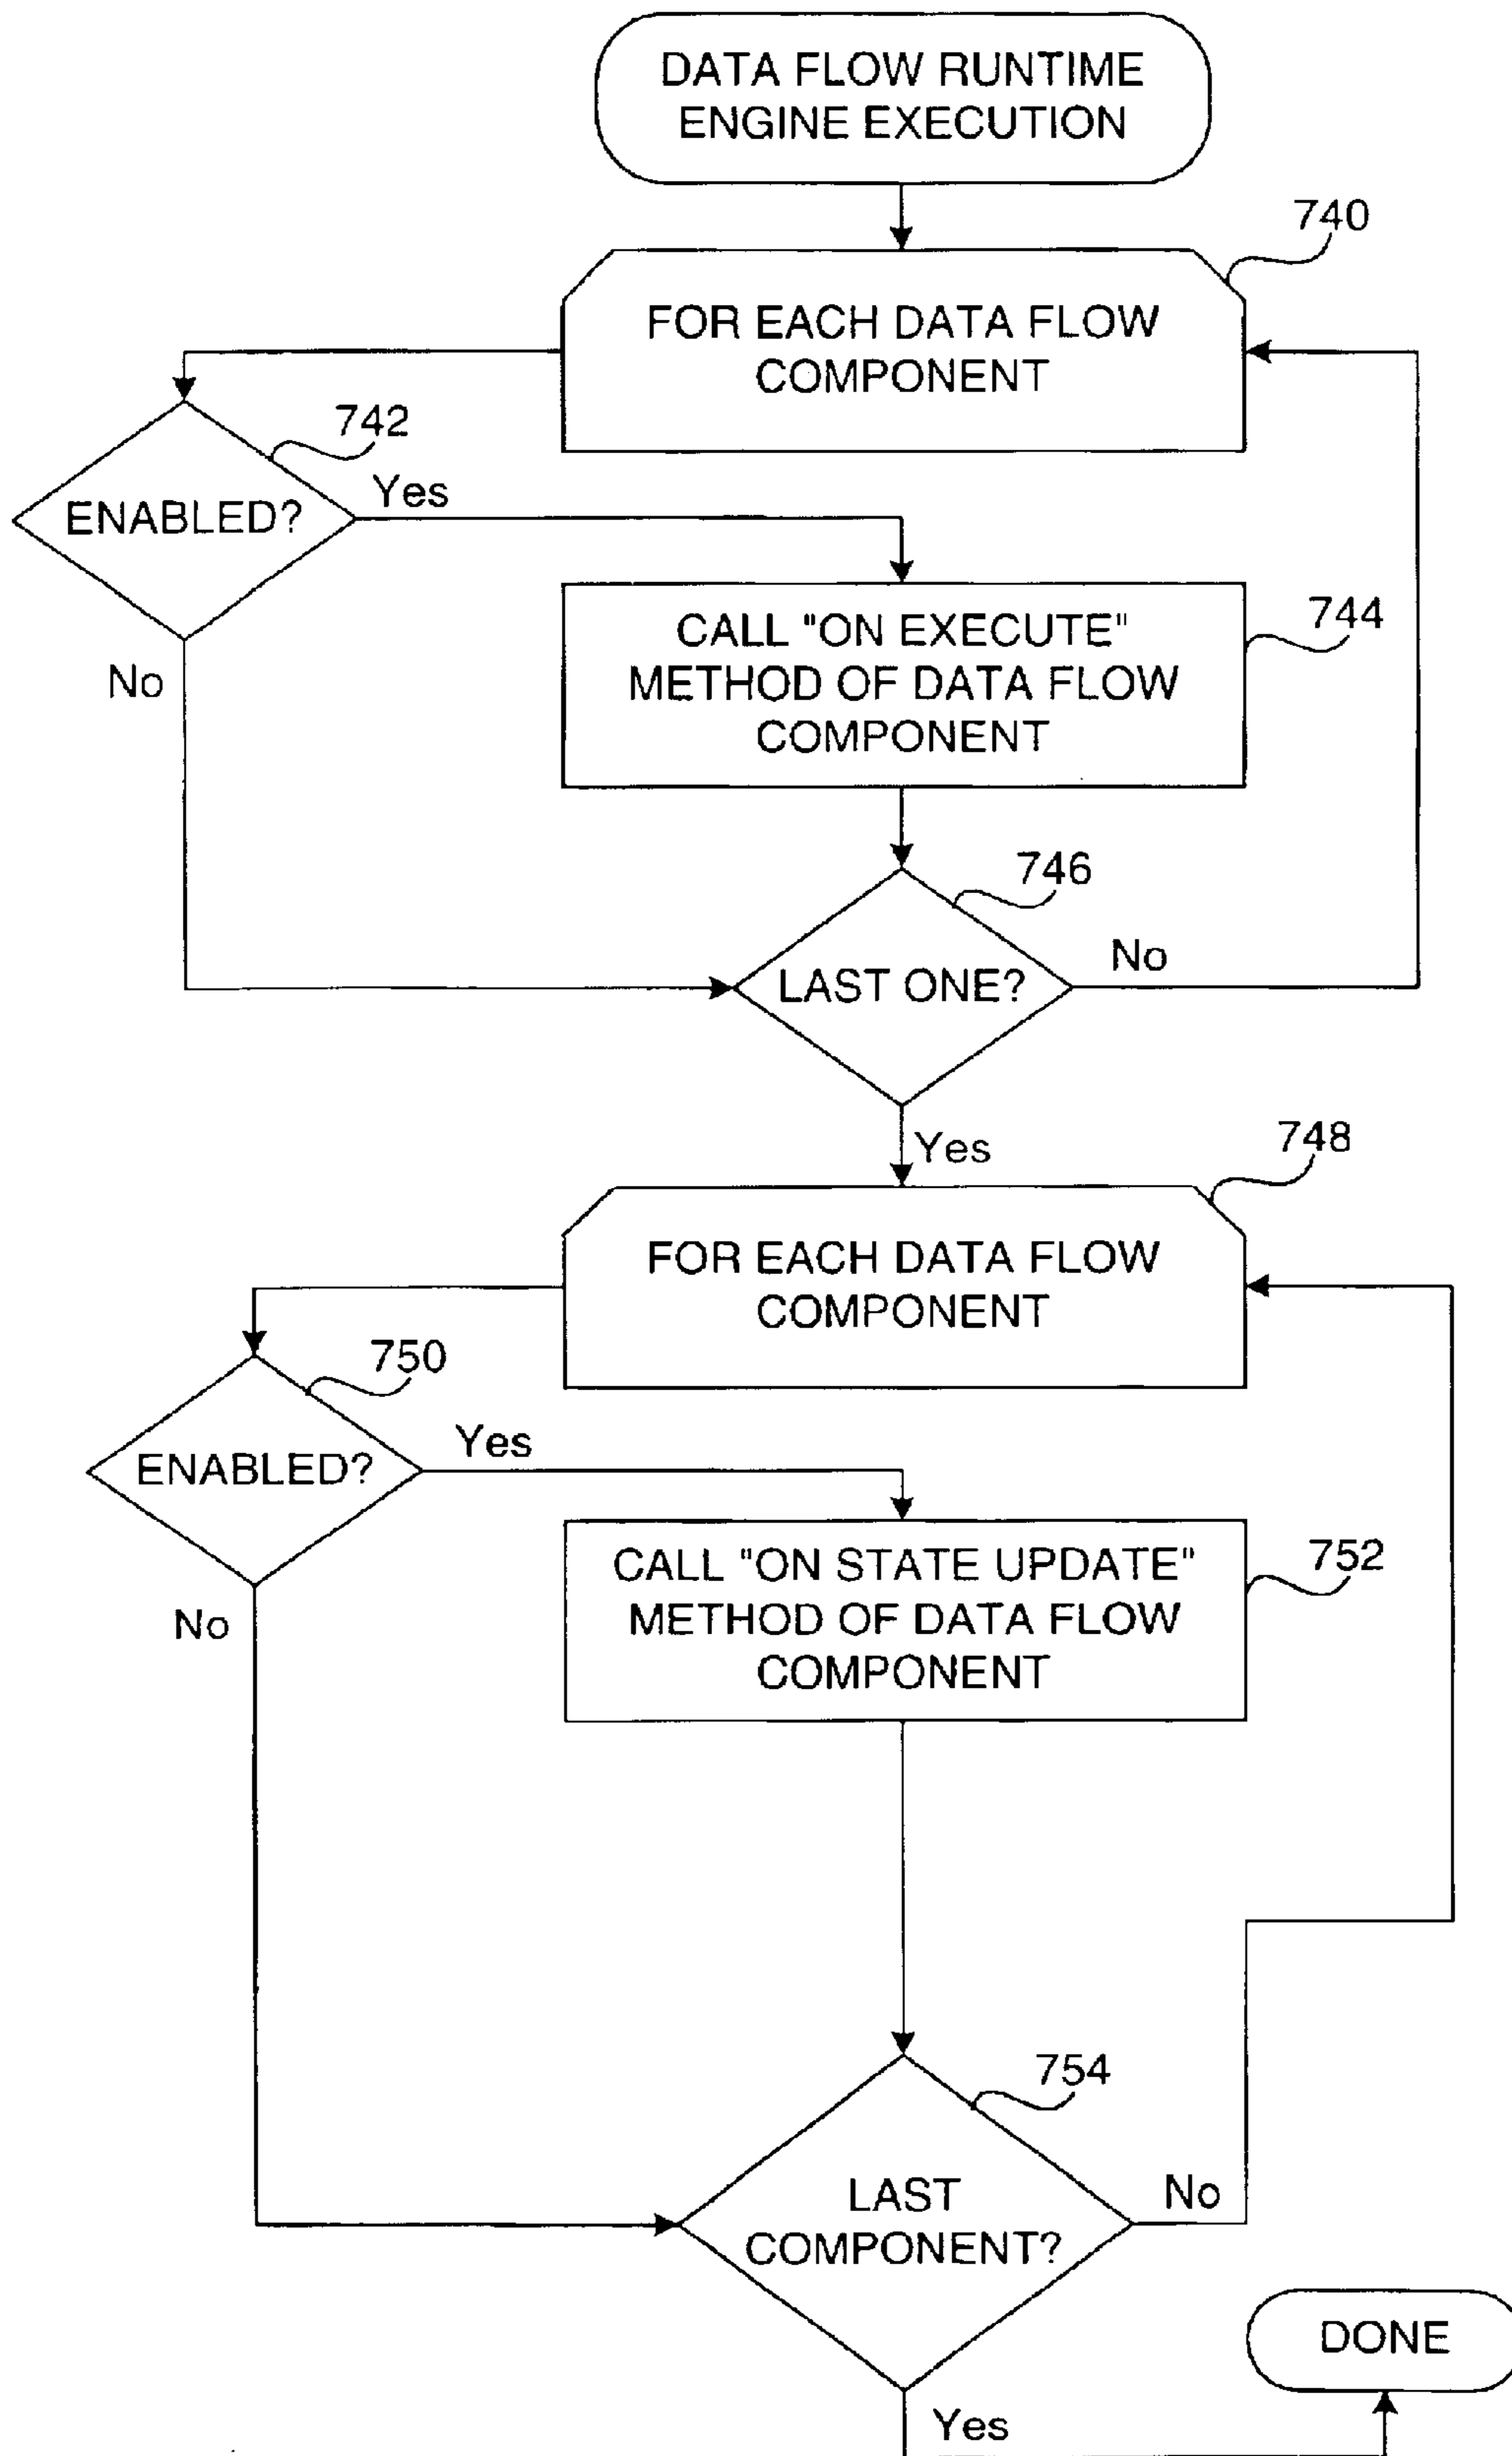 DATA FLOW RUNTIME
ENGINE EXECUTION
740
FOR EACH DATA FLOW
COMPONENT
742
ENABLED?
Yes
No
744
CALL "ON EXECUTE"
METHOD OF DATA FLOW
COMPONENT
746
LAST ONE?
No
Yes
748
FOR EACH DATA FLOW
COMPONENT
750
ENABLED?
Yes
No
752
CALL "ON STATE UPDATE"
METHOD OF DATA FLOW
COMPONENT
754
LAST
COMPONENT?
No
Yes
DONE